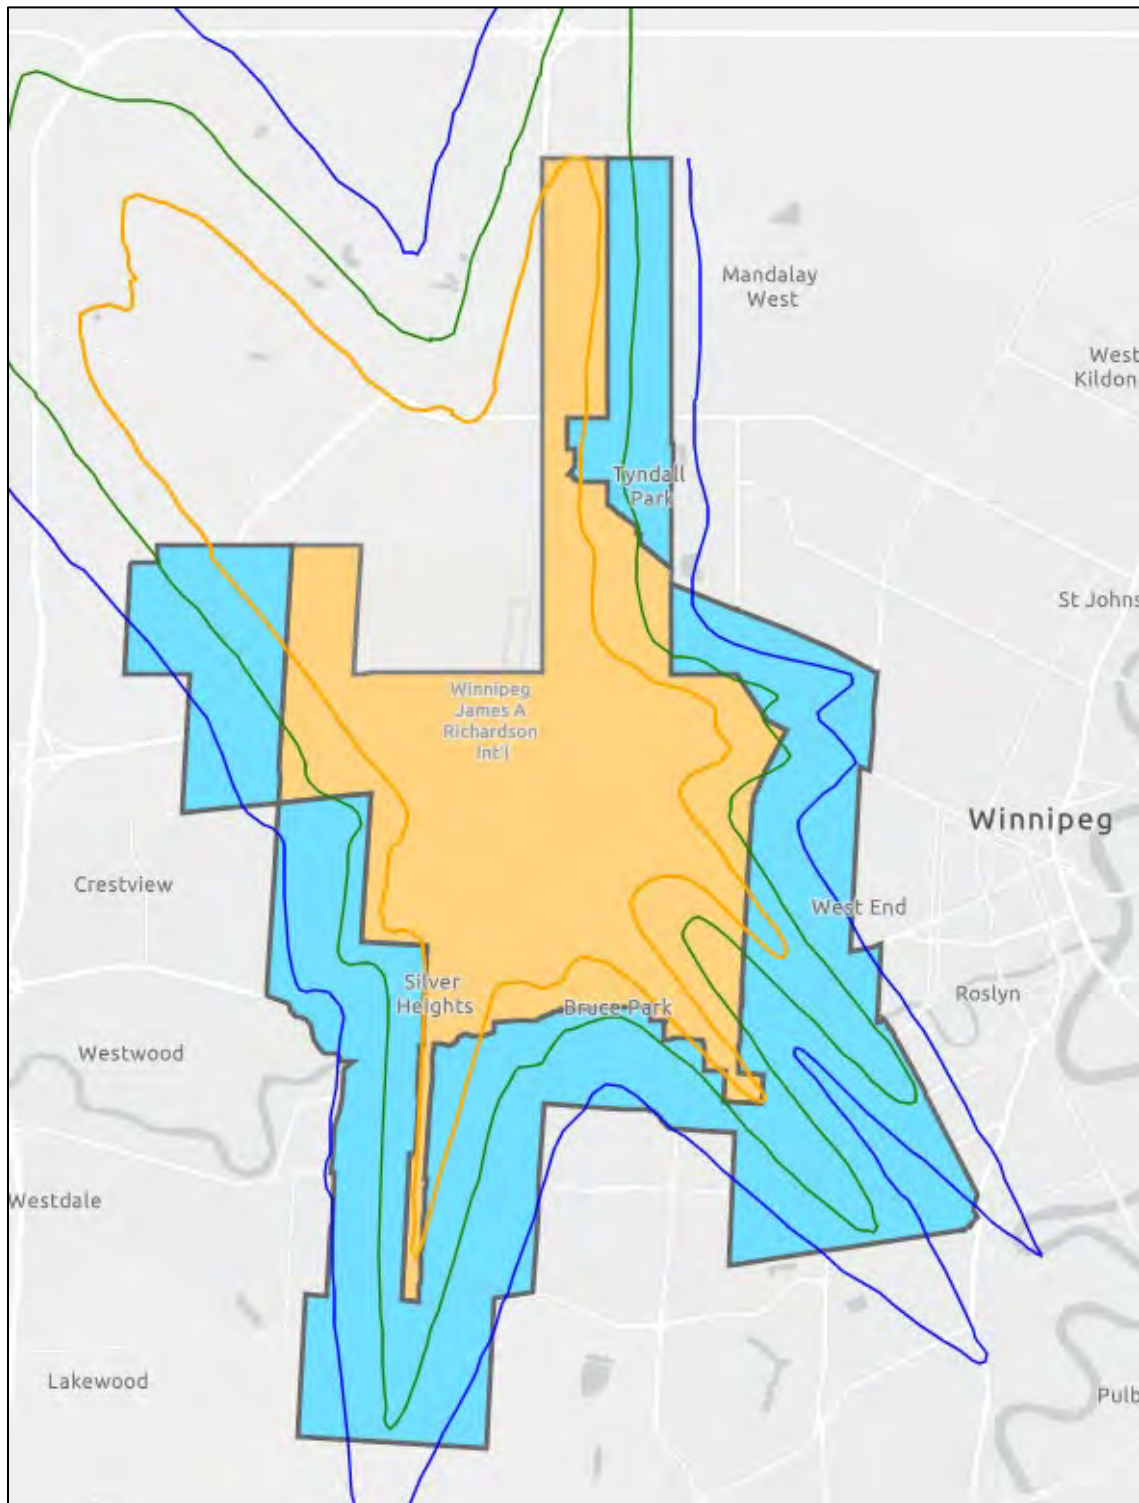 Mandalay
West
West
Kildon
Tyndall
Park
St Johns
Winnipeg
James A
Richardson
Int'l
Winnipeg
Crestview
West End
Silver
Heights
Bruce Park
Roslyn
Westwood
Westdale
Lakewood
Pulb